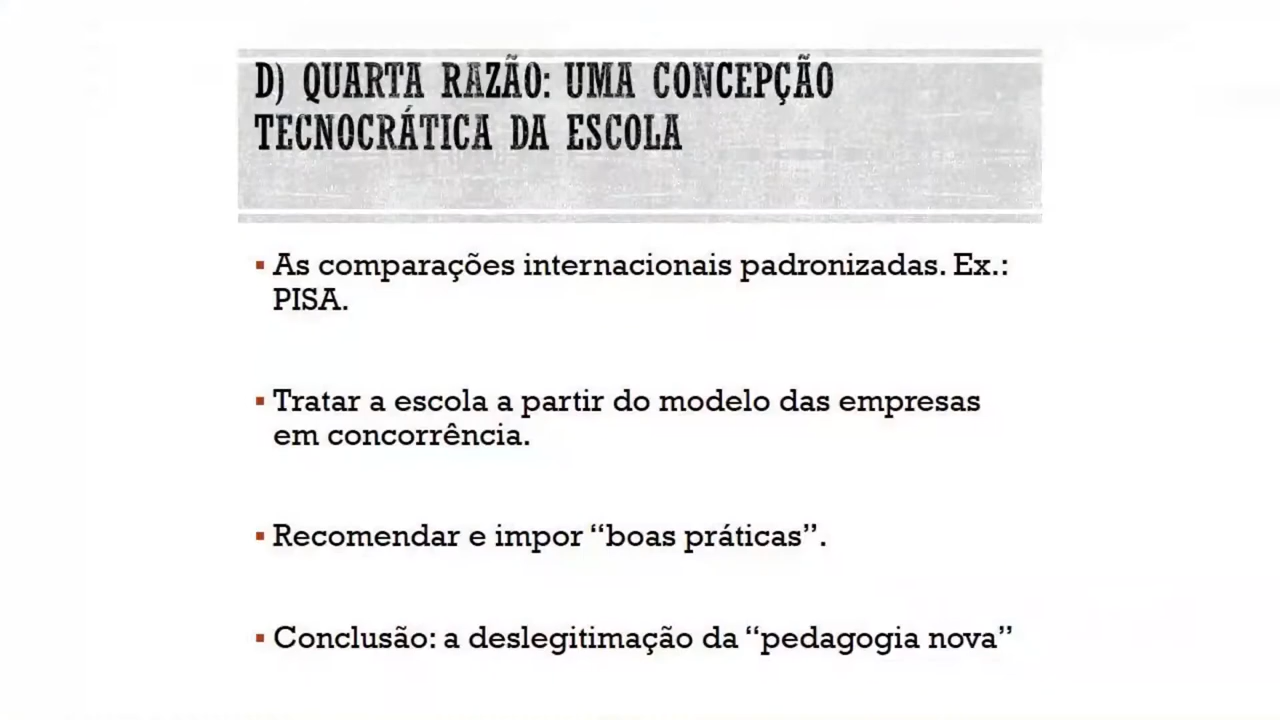 D) QUARTA RAZÃO: UMA CONCEPÇÃO
TECNOCRÁTICA DA ESCOLA
▪ As comparações internacionais padronizadas. Ex.:
PISA.
▪ Tratar a escola a partir do modelo das empresas
em concorrência.
▪ Recomendar e impor “boas práticas”.
▪ Conclusão: a deslegitimação da “pedagogia nova”